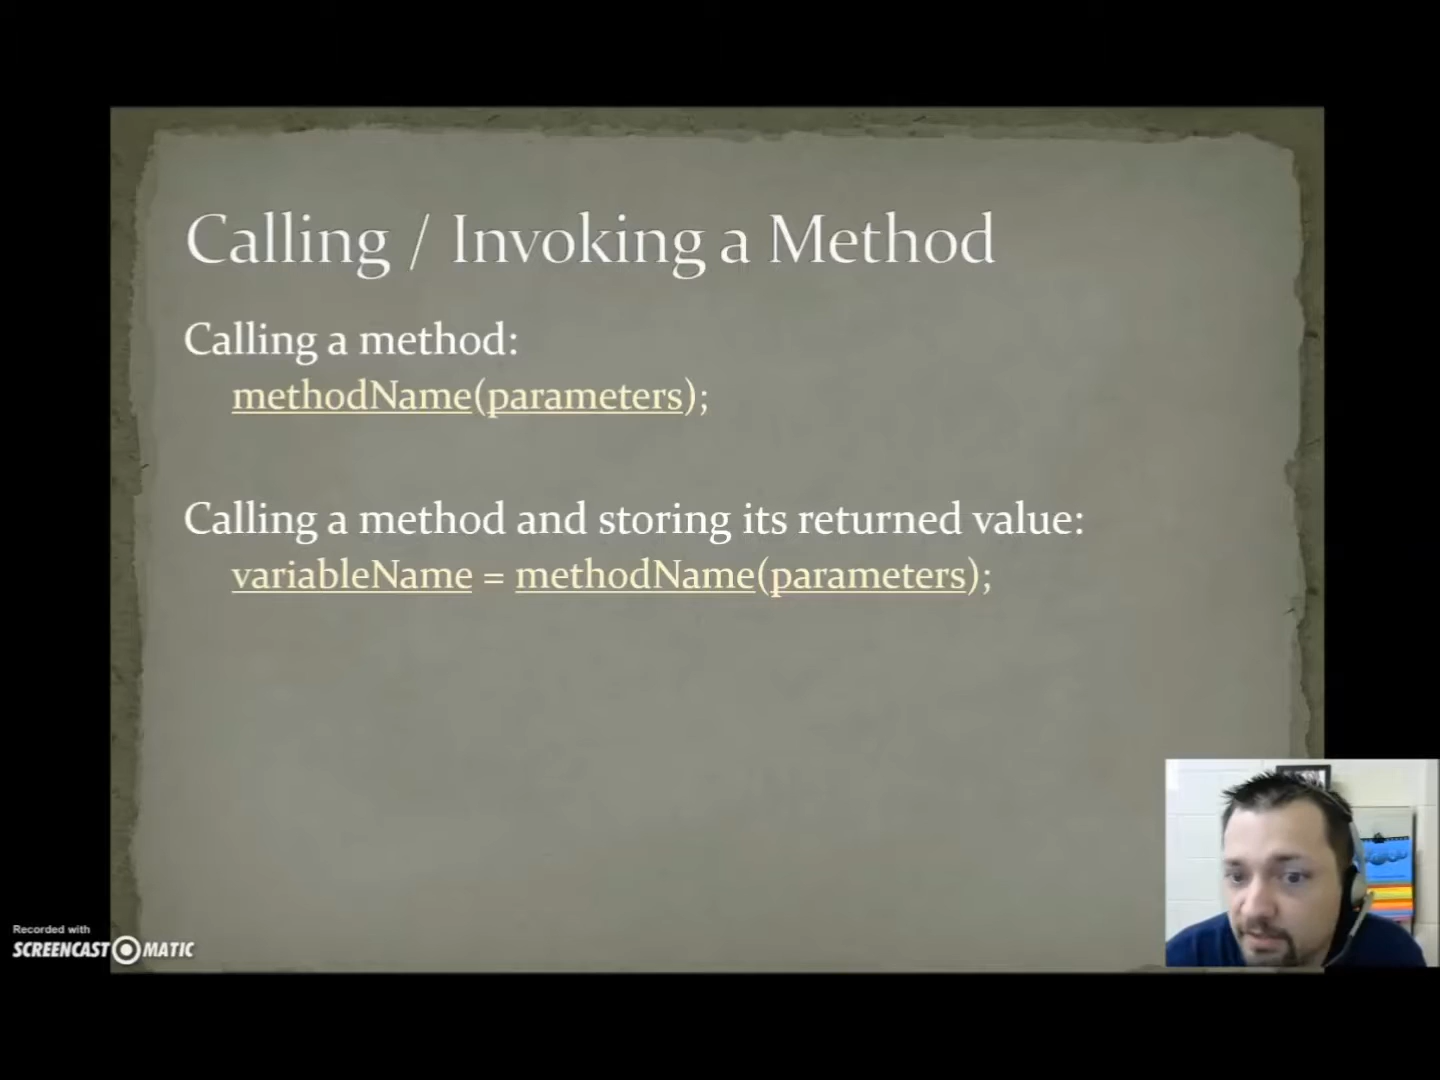 Calling / Invoking a Method
Calling a method:
methodName(parameters);
Calling a method and storing its returned value:
variableName = methodName(parameters);
Recorded with
SCREENCAST MATIC